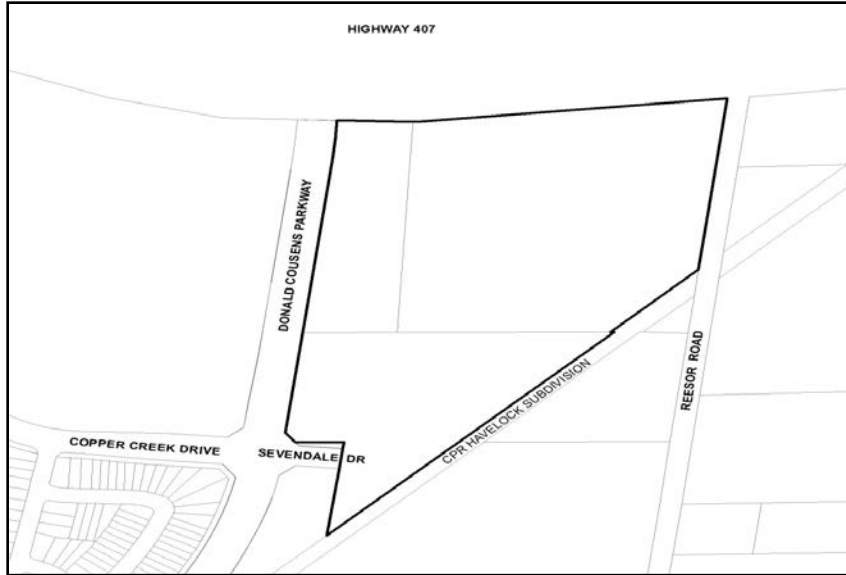 HIGHWAY 407
DONALD COUSENS PARKWAY
REESOR ROAD
CPR HAVELOCK SUBDIVISION
COPPER CREEK DRIVE
SEVENDALE DR